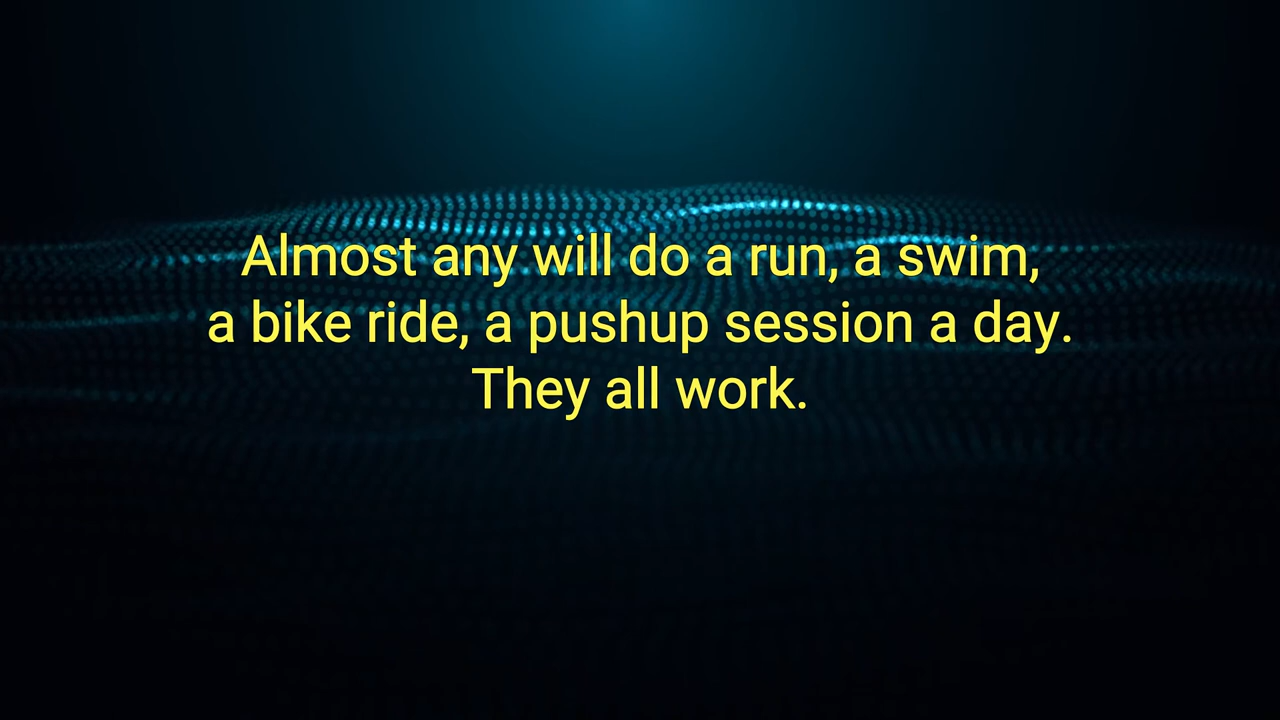 Almost any will do a run, a swim,
a bike ride, a pushup session a day.
They all work.